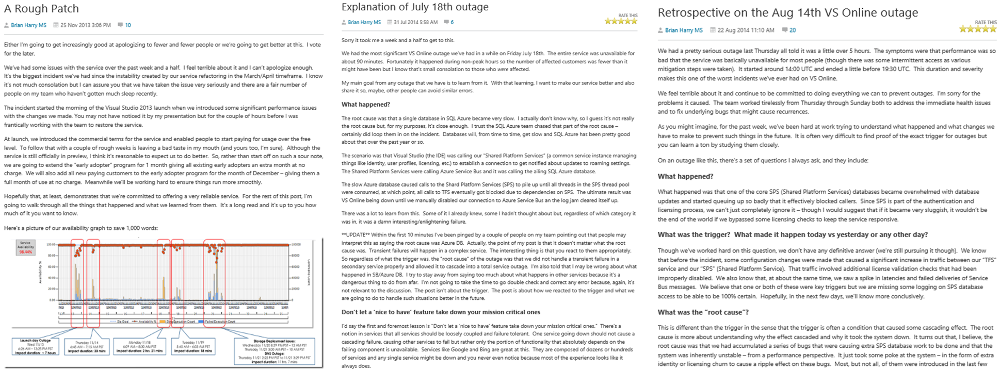 A Rough Patch
Brian Harry MS 25 Nov 2013 3:06 PM 10
Either I'm going to get increasingly good at apologizing to fewer and fewer people or we're going to get better at this. I vote
for the later.
We've had some issues with the service over the past week and a half. I feel terrible about it and I can't apologize enough.
It's the biggest incident we've had since the instability created by our service refactoring in the March/April timeframe. I know
it's not much consolation but I can assure you that we have taken the issue very seriously and there are a fair number of
people on my team who haven't gotten much sleep recently.
The incident started the morning of the Visual Studio 2013 launch when we introduced some significant performance issues
with the changes we made. You may not have noticed it by my presentation but for the couple of hours before I was
frantically working with the team to restore the service.
At launch, we introduced the commercial terms for the service and enabled people to start paying for usage over the free
level. To follow that with a couple of rough weeks is leaving a bad taste in my mouth (and yours too, I'm sure). Although the
service is still officially in preview, I think it's reasonable to expect us to do better. So, rather than start off on such a sour note,
we are going to extend the "early adopter" program for 1 month giving all existing early adopters an extra month at no
charge. We will also add all new paying customers to the early adopter program for the month of December – giving them a
full month of use at no charge. Meanwhile we'll be working hard to ensure things run more smoothly.
Hopefully that, at least, demonstrates that we're committed to offering a very reliable service. For the rest of this post, I'm
going to walk through all the things that happened and what we learned from them. It's a long read and it's up to you how
much of it you want to know.
Here's a picture of our availability graph to save 1,000 words:
Service
Availability
98.44%
100.00
80.00
60.00
40.00
20.00
0.00
Availability %
100000
80000
60000
40000
20000
0
Sla Goal Availability % Slow Execution Count Failed Execution Count
Launch day Outage
Wed 11/13
6:26 AM – 13:25 PM PST
Impact duration: ~ 7 hours
Thursday 11/14
6:45 AM – 7:15 AM PST
Impact duration: 30 mins
Monday 11/18
6:09 AM – 8:30 AM PST
Impact duration: 2 hrs. 21 mins
Tuesday 11/19
5:45 AM – 6:03 AM PST
Impact duration: 18 mins
Storage Deployment Issues:
Wednesday 11/20 8:59 PM PST – 12 AM PST
Thursday 11/21 3:00 AM PST – 10 AM PST
DNS Outage:
Thursday 11/21 2:22 PM PST to 11/21 3:29 PM PST
Impact duration: 11 hrs. 7 mins
Explanation of July 18th outage
RATE THIS
Brian Harry MS 31 Jul 2014 5:58 AM 6
Sorry it took me a week and a half to get to this.
We had the most significant VS Online outage we've had in a while on Friday July 18th. The entire service was unavailable for
about 90 minutes. Fortunately it happened during non-peak hours so the number of affected customers was fewer than it
might have been but I know that's small consolation to those who were affected.
My main goal from any outage that we have is to learn from it. With that learning, I want to make our service better and also
share it so, maybe, other people can avoid similar errors.
What happened?
The root cause was that a single database in SQL Azure became very slow. I actually don't know why, so I guess it's not really
the root cause but, for my purposes, it's close enough. I trust the SQL Azure team chased that part of the root cause –
certainly did loop them in on the incident. Databases will, from time to time, get slow and SQL Azure has been pretty good
about that over the past year or so.
The scenario was that Visual Studio (the IDE) was calling our "Shared Platform Services" (a common service instance managing
things like identity, user profiles, licensing, etc.) to establish a connection to get notified about updates to roaming settings.
The Shared Platform Services were calling Azure Service Bus and it was calling the ailing SQL Azure database.
The slow Azure database caused calls to the Shard Platform Services (SPS) to pile up until all threads in the SPS thread pool
were consumed, at which point, all calls to TFS eventually got blocked due to dependencies on SPS. The ultimate result was
VS Online being down until we manually disabled our connection to Azure Service Bus an the log jam cleared itself up.
There was a lot to learn from this. Some of it I already knew, some I hadn't thought about but, regardless of which category it
was in, it was a damn interesting/enlightening failure.
**UPDATE** Within the first 10 minutes I've been pinged by a couple of people on my team pointing out that people may
interpret this as saying the root cause was Azure DB. Actually, the point of my post is that it doesn't matter what the root
cause was. Transient failures will happen in a complex service. The interesting thing is that you react to them appropriately.
So regardless of what the trigger was, the "root cause" of the outage was that we did not handle a transient failure in a
secondary service properly and allowed it to cascade into a total service outage. I'm also told that I may be wrong about what
happened in SB/Azure DB. I try to stay away from saying too much about what happens in other services because it's a
dangerous thing to do from afar. I'm not going to take the time to go double check and correct any error because, again, it's
not relevant to the discussion. The post isn't about the trigger. The post is about how we reacted to the trigger and what we
are going to do to handle such situations better in the future.
Don't let a 'nice to have' feature take down your mission critical ones
I'd say the first and foremost lesson is "Don't let a 'nice to have' feature take down your mission critical ones." There's a
notion in services that all services should be loosely coupled and failure tolerant. One service going down should not cause a
cascading failure, causing other services to fail but rather only the portion of functionality that absolutely depends on the
failing component is unavailable. Services like Google and Bing are great at this. They are composed of dozens or hundreds
of services and any single service might be down and you never even notice because most of the experience looks like it
always does.
Retrospective on the Aug 14th VS Online outage
RATE THIS
Brian Harry MS 22 Aug 2014 11:10 AM 20
We had a pretty serious outage last Thursday all told it was a little over 5 hours. The symptoms were that performance was so
bad that the service was basically unavailable for most people (though there was some intermittent access as various
mitigation steps were taken). It started around 14:00 UTC and ended a little before 19:30 UTC. This duration and severity
makes this one of the worst incidents we've ever had on VS Online.
We feel terrible about it and continue to be committed to doing everything we can to prevent outages. I'm sorry for the
problems it caused. The team worked tirelessly from Thursday through Sunday both to address the immediate health issues
and to fix underlying bugs that might cause recurrences.
As you might imagine, for the past week, we've been hard at work trying to understand what happened and what changes we
have to make to prevent such things in the future. It is often very difficult to find proof of the exact trigger for outages but
you can learn a ton by studying them closely.
On an outage like this, there's a set of questions I always ask, and they include:
What happened?
What happened was that one of the core SPS (Shared Platform Services) databases became overwhelmed with database
updates and started queuing up so badly that it effectively blocked callers. Since SPS is part of the authentication and
licensing process, we can't just completely ignore it – though I would suggest that if it became very sluggish, it wouldn't be
the end of the world if we bypassed some licensing checks to keep the service responsive.
What was the trigger? What made it happen today vs yesterday or any other day?
Though we've worked hard on this question, we don't have any definitive answer (we're still pursuing it though). We know
that before the incident, some configuration changes were made that caused a significant increase in traffic between our "TFS"
service and our "SPS" (Shared Platform Service). That traffic involved additional license validation checks that had been
improperly disabled. We also know that, at about the same time, we saw a spike in latencies and failed deliveries of Service
Bus messages. We believe that one or both of these were key triggers but we are missing some logging on SPS database
access to be able to be 100% certain. Hopefully, in the next few days, we'll know more conclusively.
What was the "root cause"?
This is different than the trigger in the sense that the trigger is often a condition that caused some cascading effect. The root
cause is more about understanding why the effect cascaded and why it took the system down. It turns out that, I believe, the
root cause was that we had accumulated a series of bugs that were causing extra SPS database work to be done and that the
system was inherently unstable – from a performance perspective. It just took some poke at the system – in the form of extra
identity or licensing churn to cause a ripple effect on these bugs. Most, but not all, of them were introduced in the last few